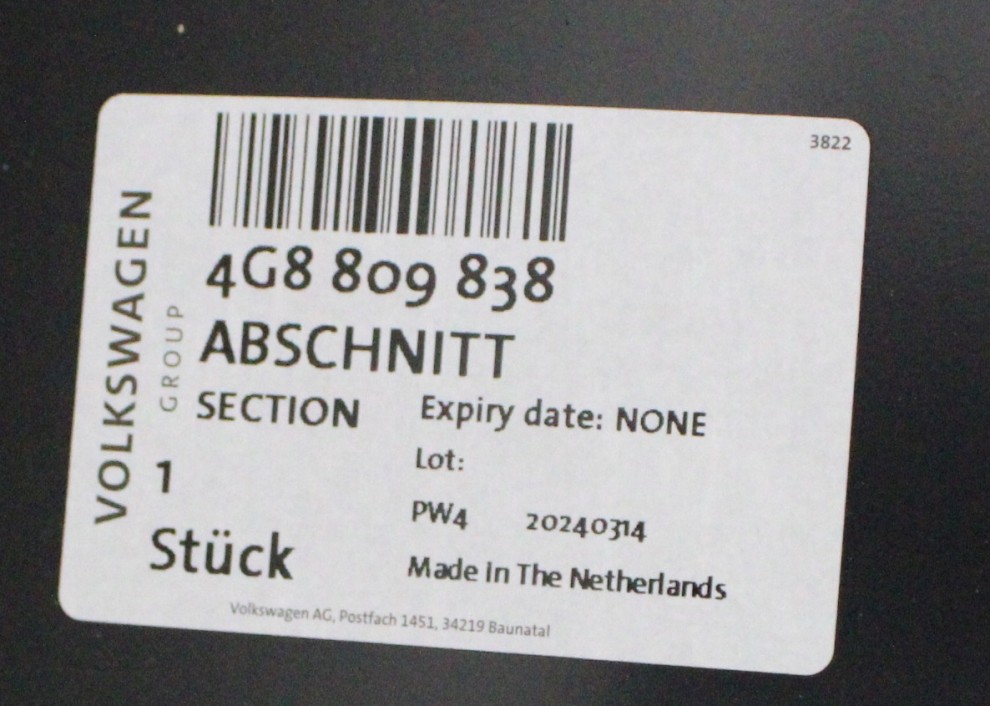 3822
VOLKSWAGEN
GROUP
4G8 809 838
ABSCHNITT
SECTION
Expiry date: NONE
Lot:
1
PW4 20240314
Stück
Made in The Netherlands
Volkswagen AG, Postfach 1451, 34219 Baunatal